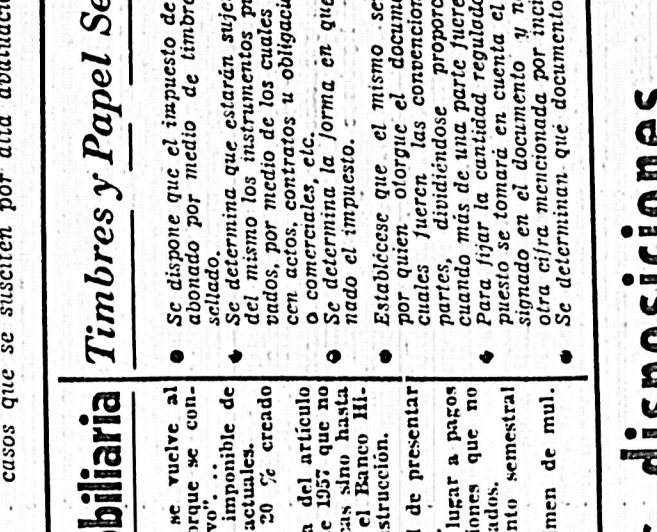 casos que se susciten por alta avaluació
biliaria
se vuelve al
orque se con-
vo"...
imponible de
actuales.
20 % creado
a del artículo
e 1957 que no
as sino hasta
el Banco Hi-
strucción.
l de presentar
lugar a pagos
iones que no
ados.
nto semestral
men de mul.
Timbres y Papel Se
● Se dispone que el impuesto de
abonado por medio de timbre
sellado.
● Se determina que estarán suje
del mismo los instrumentos p
vados, por medio de los cuales
cen actos, contratos u obligaci
o comerciales, etc.
● Se determina la forma en que
nado el impuesto.
● Establécese que el mismo se
por quien otorgue el docume
cuales fueren las convencion
partes, dividiéndose proporc
cuando más de una parte fuere
● Para fijar la cantidad regulad
puesto se tomará en cuenta el
signado en el documento y n
otra cifra mencionada por inci
● Se determinan qué documento
disposiciones